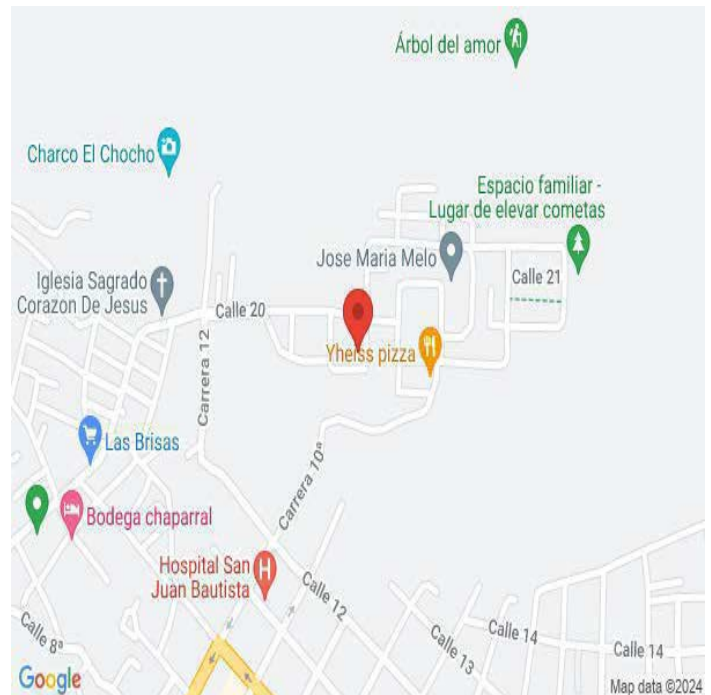 Árbol del amor
Charco El Chocho
Espacio familiar -
Lugar de elevar cometas
Jose Maria Melo
Iglesia Sagrado
Corazon De Jesus
Calle 21
Calle 20
Carrera 12
Yheiss pizza
Las Brisas
Carrera 10ª
Bodega chaparral
Hospital San
Juan Bautista
H
Calle 12
Calle 8ª
Calle 13
Calle 14
Calle 14
Google
Map data ©2024